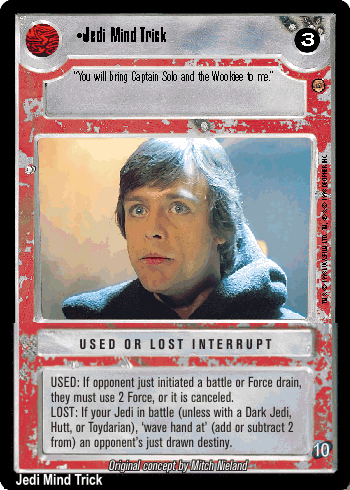 •Jedi Mind Trick
3
"You will bring Captain Solo and the Wookiee to me."
USED OR LOST INTERRUPT
USED: If opponent just initiated a battle or Force drain,
they must use 2 Force, or it is canceled.
LOST: If your Jedi in battle (unless with a Dark Jedi,
Hutt, or Toydarian), 'wave hand at' (add or subtract 2
from) an opponent's just drawn destiny.
10
Original concept by Mitch Nieland
Jedi Mind Trick